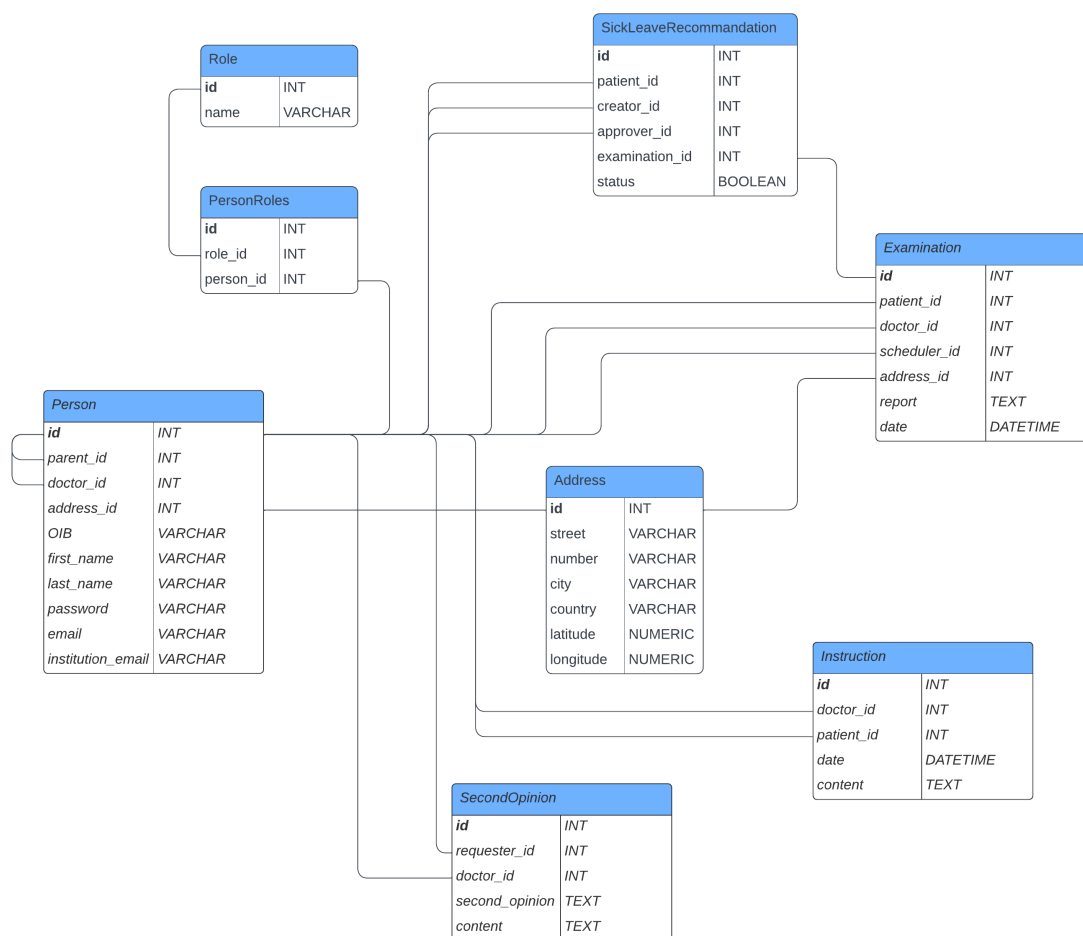 SickLeaveRecommandation
id INT
patient_id INT
creator_id INT
approver_id INT
examination_id INT
status BOOLEAN
Role
id INT
name VARCHAR
PersonRoles
id INT
role_id INT
person_id INT
Examination
id INT
patient_id INT
doctor_id INT
scheduler_id INT
address_id INT
report TEXT
date DATETIME
Person
id INT
parent_id INT
doctor_id INT
address_id INT
OIB VARCHAR
first_name VARCHAR
last_name VARCHAR
password VARCHAR
email VARCHAR
institution_email VARCHAR
Address
id INT
street VARCHAR
number VARCHAR
city VARCHAR
country VARCHAR
latitude NUMERIC
longitude NUMERIC
Instruction
id INT
doctor_id INT
patient_id INT
date DATETIME
content TEXT
SecondOpinion
id INT
requester_id INT
doctor_id INT
second_opinion TEXT
content TEXT